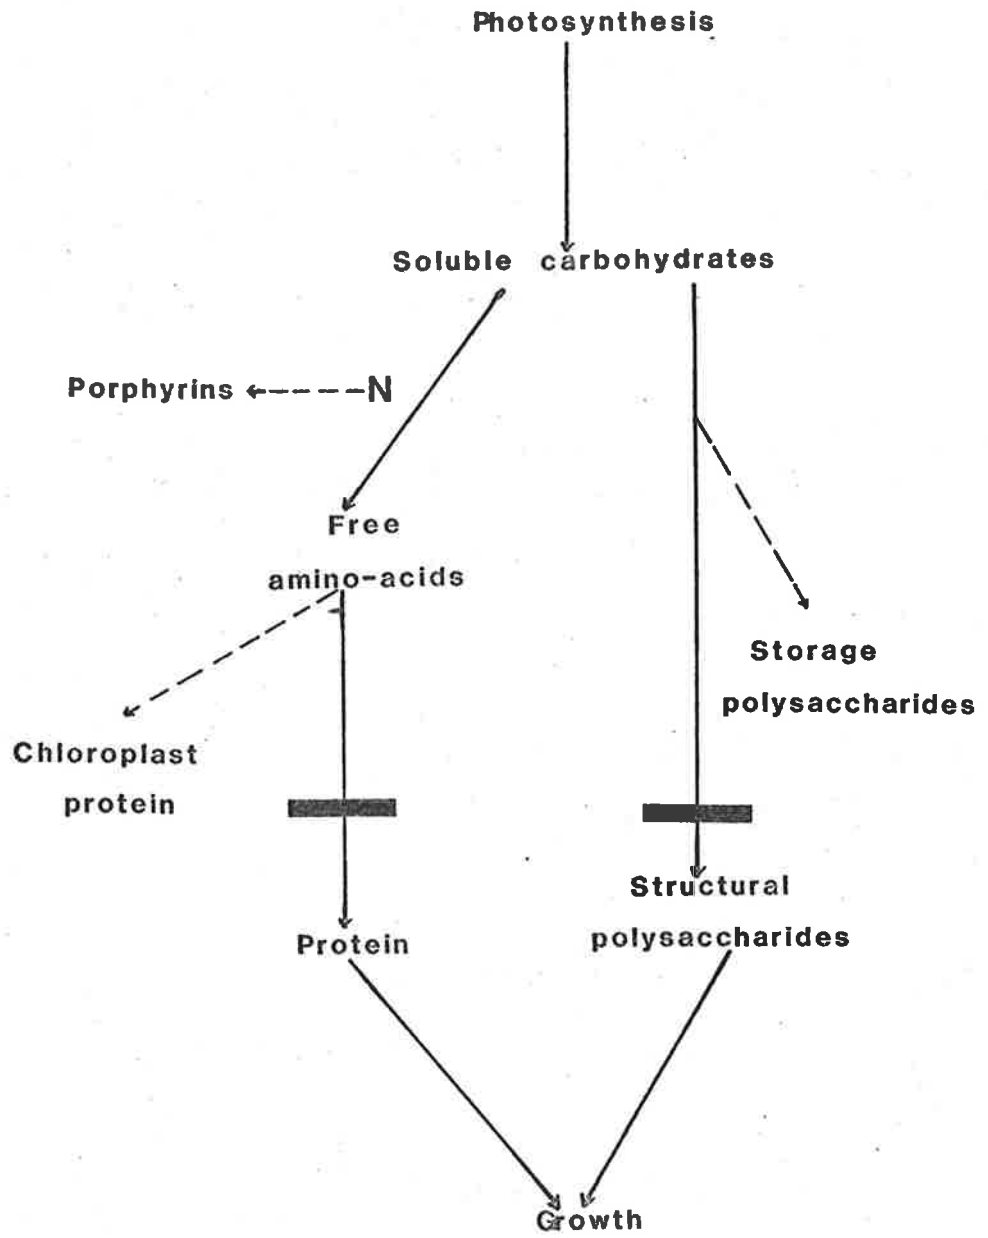 Photosynthesis
Soluble carbohydrates
Porphyrins
N
Free
amino-acids
Storage
polysaccharides
Chloroplast
protein
Structural
polysaccharides
Protein
Growth